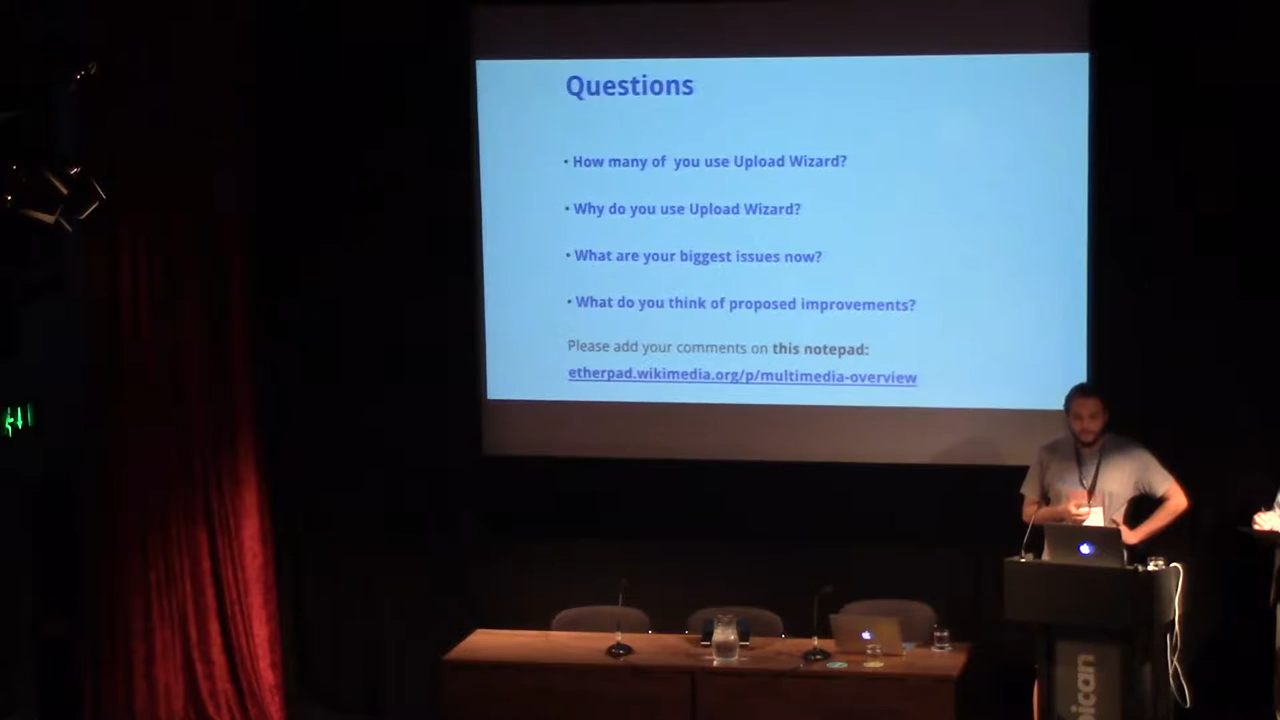 Questions
• How many of you use Upload Wizard?
• Why do you use Upload Wizard?
• What are your biggest issues now?
• What do you think of proposed improvements?
Please add your comments on this notepad:
etherpad.wikimedia.org/p/multimedia-overview
bican